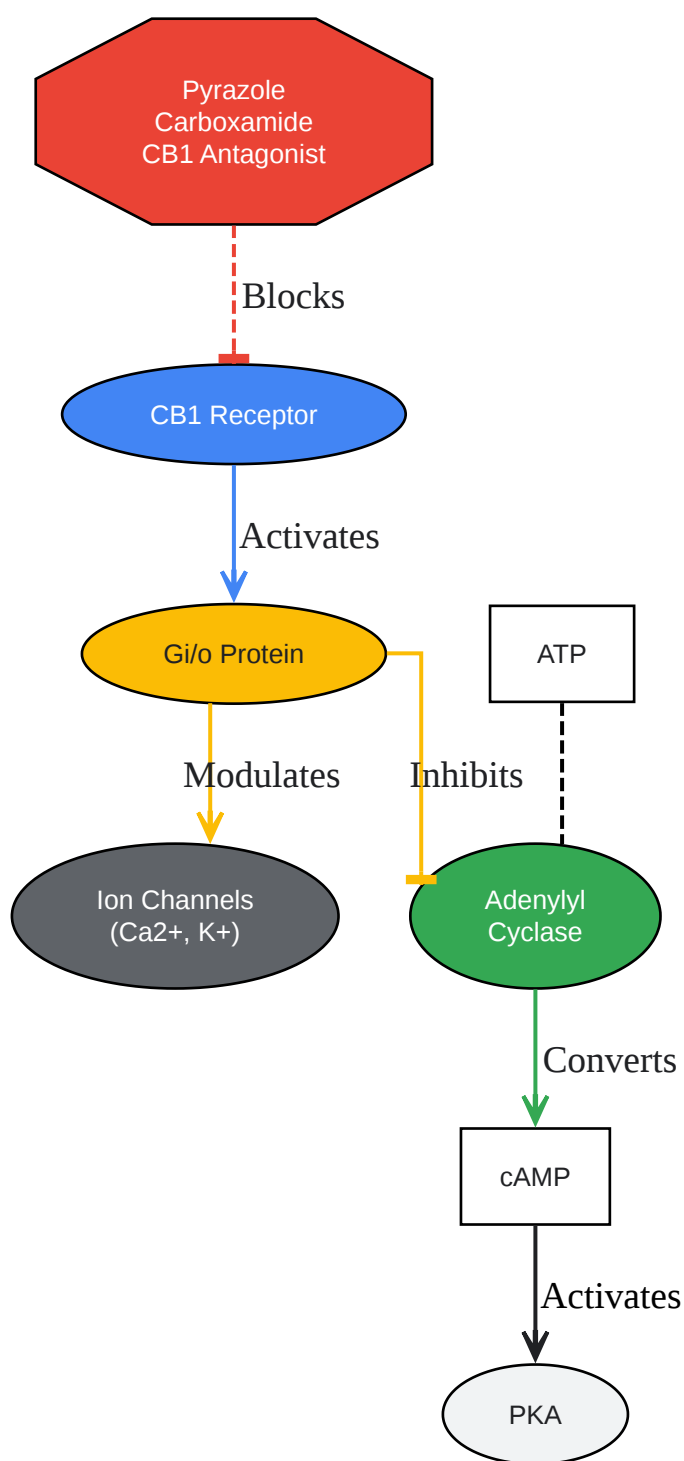 Pyrazole
Carboxamide
CB1 Antagonist
Blocks
CB1 Receptor
Activates
Gi/o Protein
ATP
Modulates
Inhibits
Ion Channels
(Ca2+, K+)
Adenylyl
Cyclase
Converts
cAMP
Activates
PKA